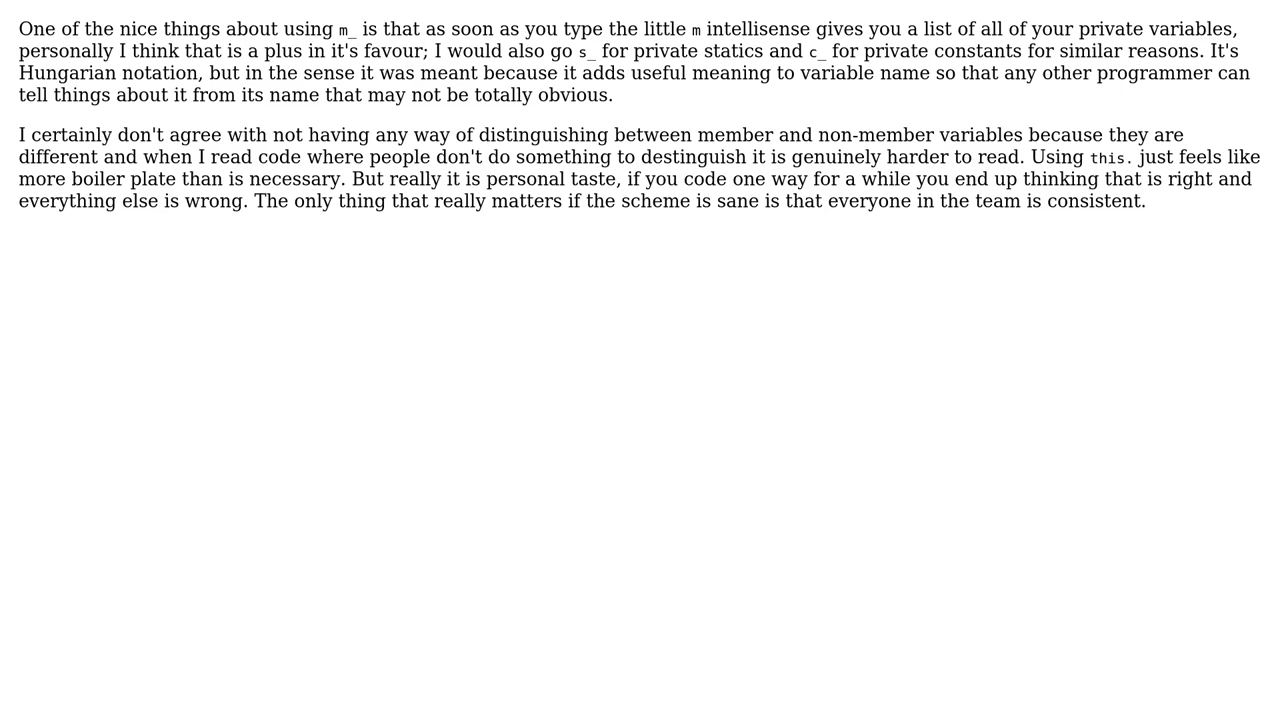 One of the nice things about using m_ is that as soon as you type the little m intellisense gives you a list of all of your private variables,
personally I think that is a plus in it's favour; I would also go s_ for private statics and c_ for private constants for similar reasons. It's
Hungarian notation, but in the sense it was meant because it adds useful meaning to variable name so that any other programmer can
tell things about it from its name that may not be totally obvious.
I certainly don't agree with not having any way of distinguishing between member and non-member variables because they are
different and when I read code where people don't do something to destinguish it is genuinely harder to read. Using this. just feels like
more boiler plate than is necessary. But really it is personal taste, if you code one way for a while you end up thinking that is right and
everything else is wrong. The only thing that really matters if the scheme is sane is that everyone in the team is consistent.